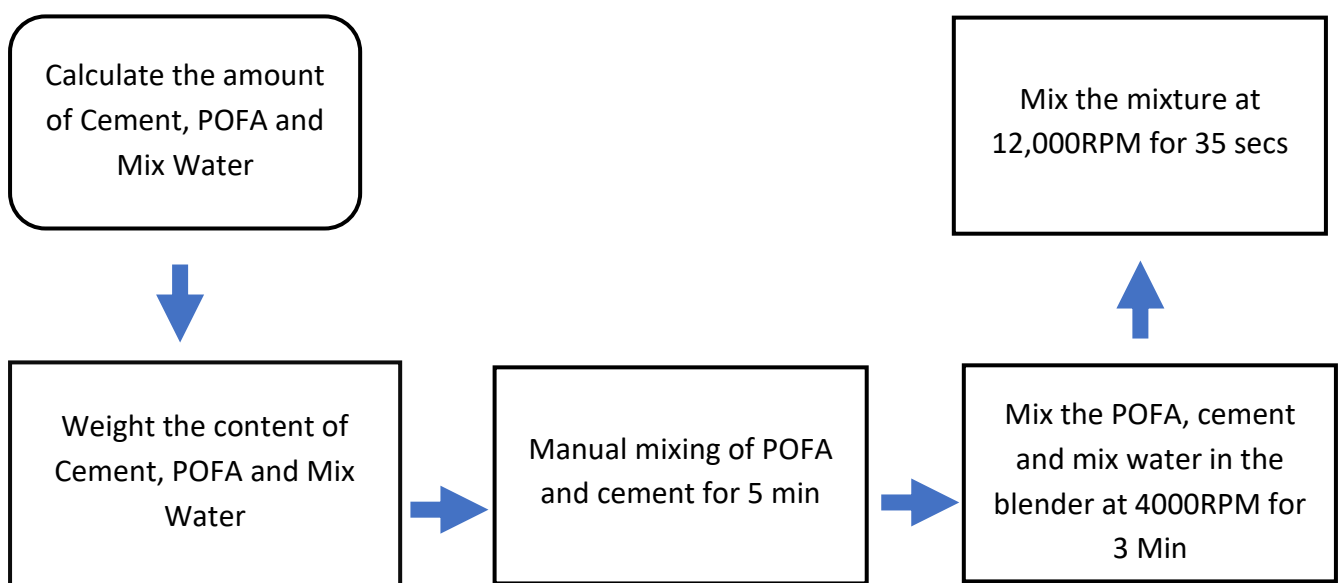 Calculate the amount
of Cement, POFA and
Mix Water
Weight the content of
Cement, POFA and Mix
Water
Manual mixing of POFA
and cement for 5 min
Mix the POFA, cement
and mix water in the
blender at 4000RPM for
3 Min
Mix the mixture at
12,000RPM for 35 secs